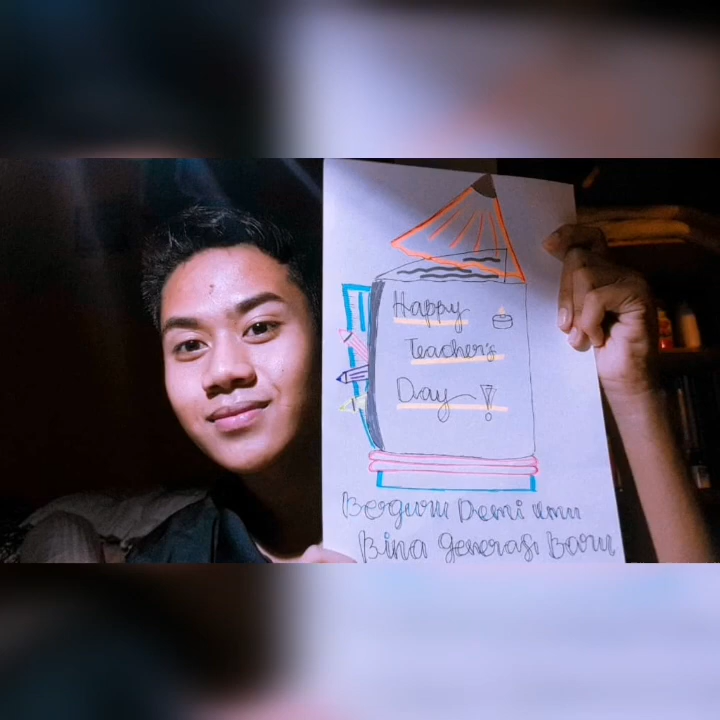 Happy
Teacher's
Day !
Berguru Demi Ilmu
Bina Generasi Baru